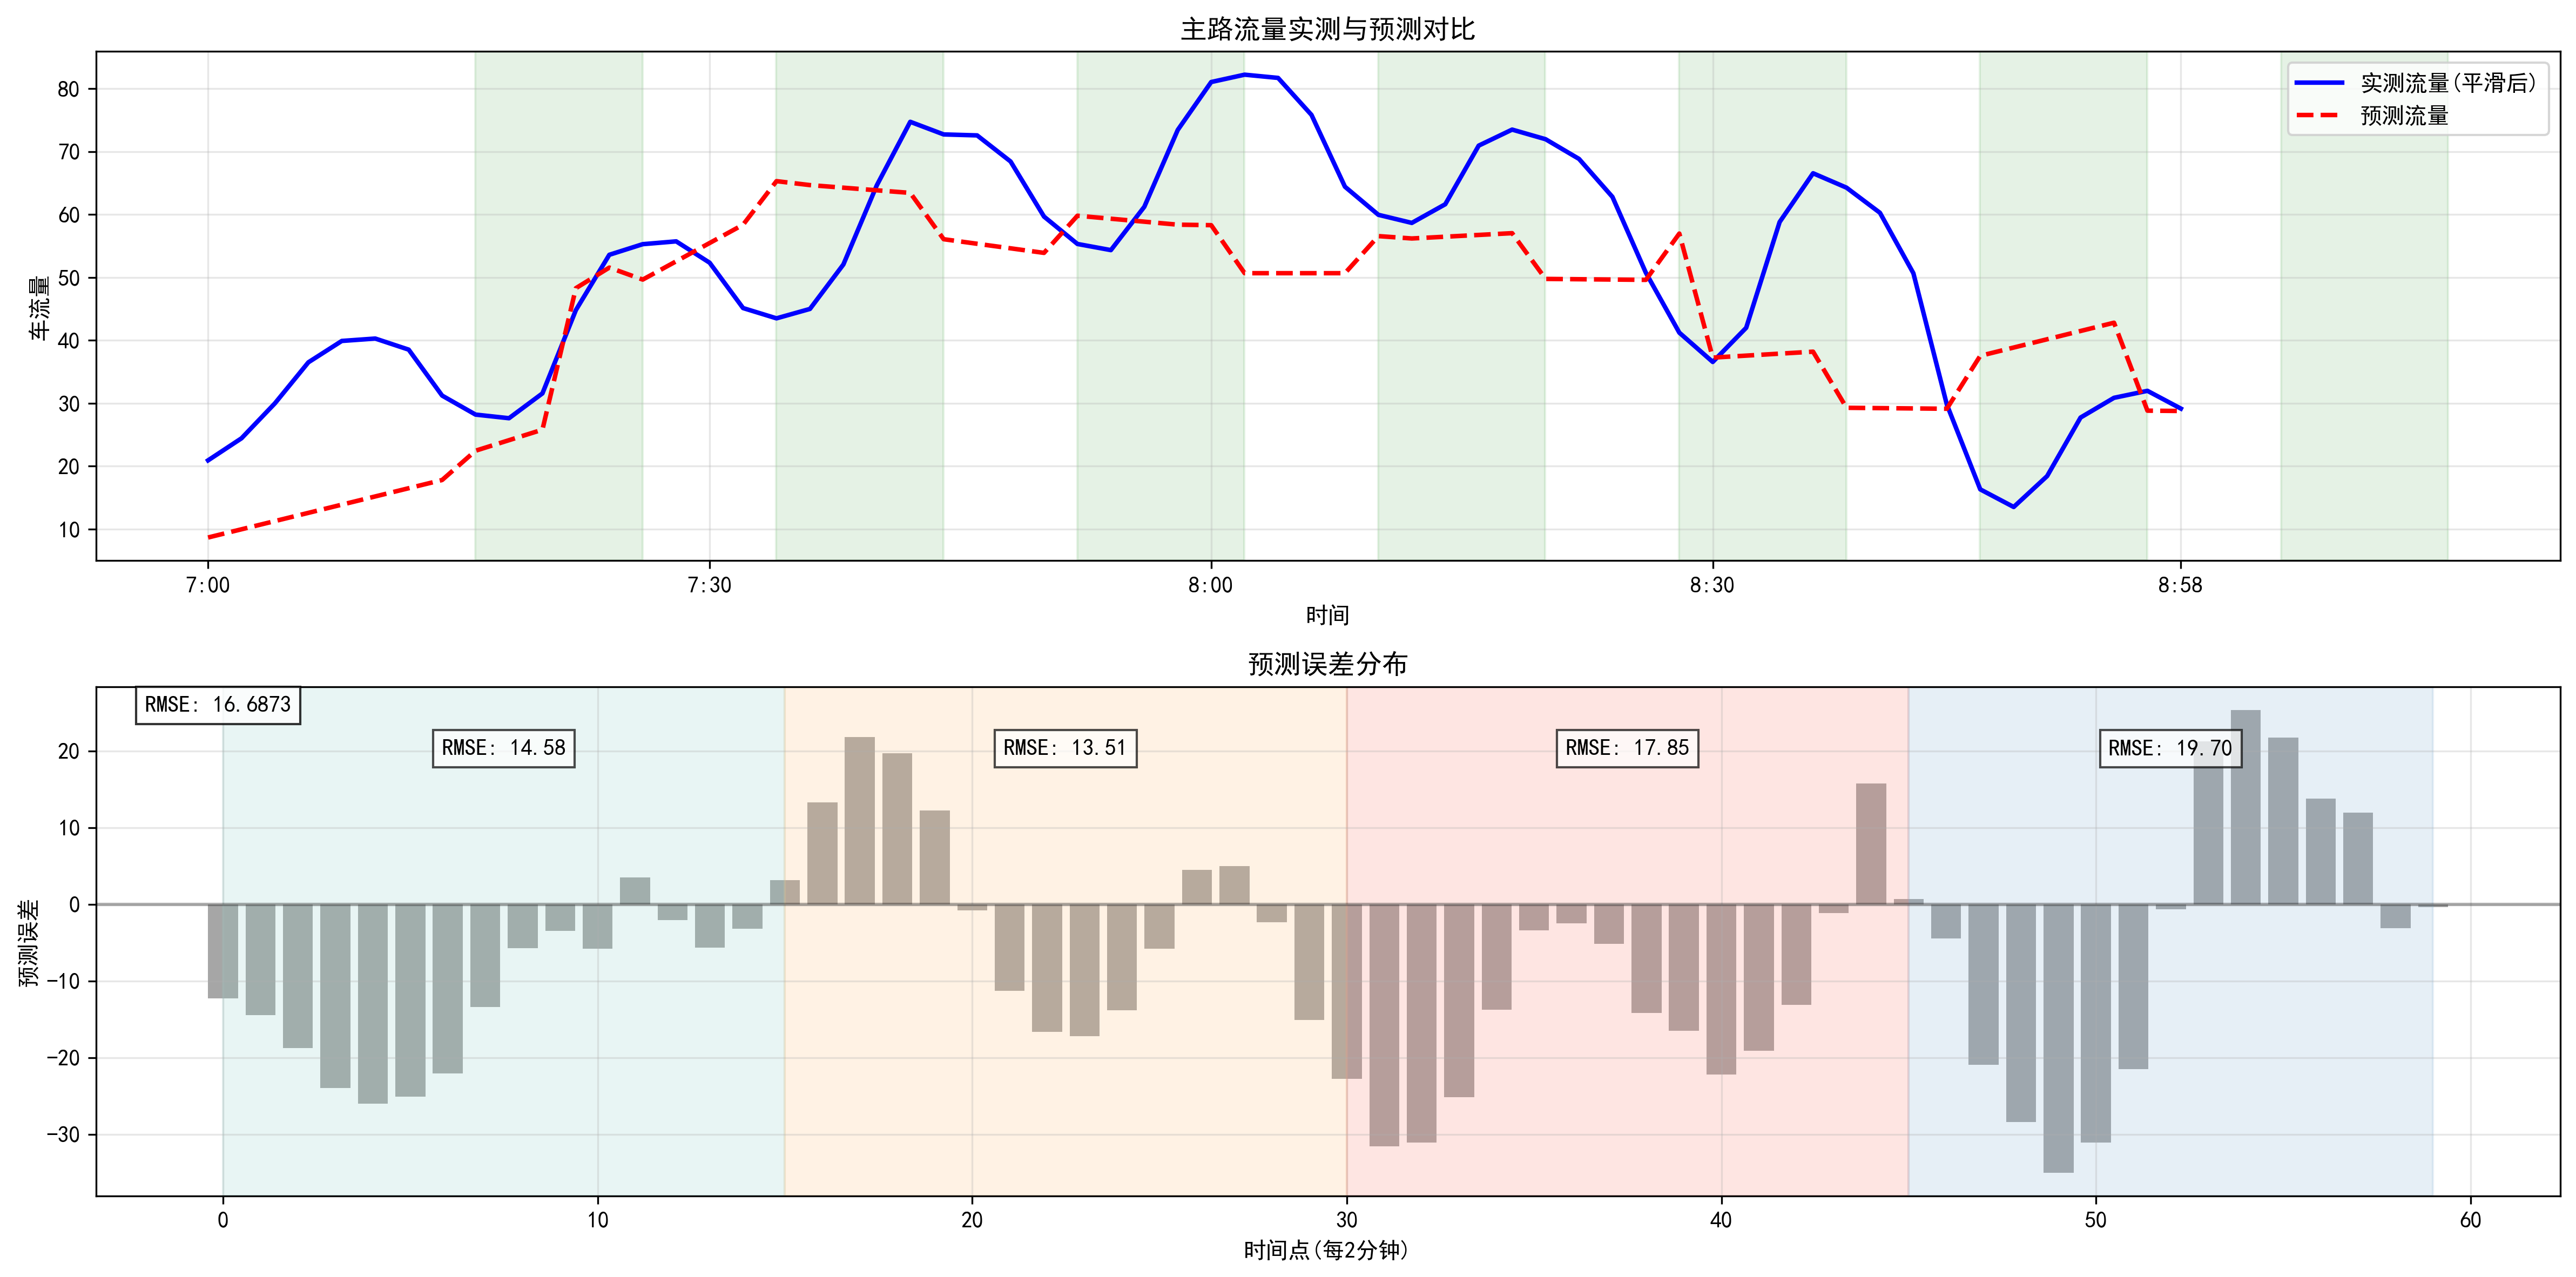 主路流量实测与预测对比
车流量
80
70
60
50
40
30
20
10
实测流量(平滑后)
预测流量
7:00
7:30
8:00
8:30
8:58
时间
预测误差分布
预测误差
20
10
0
−10
−20
−30
RMSE: 16.6873
RMSE: 14.58
RMSE: 13.51
RMSE: 17.85
RMSE: 19.70
0
10
20
30
40
50
60
时间点(每2分钟)